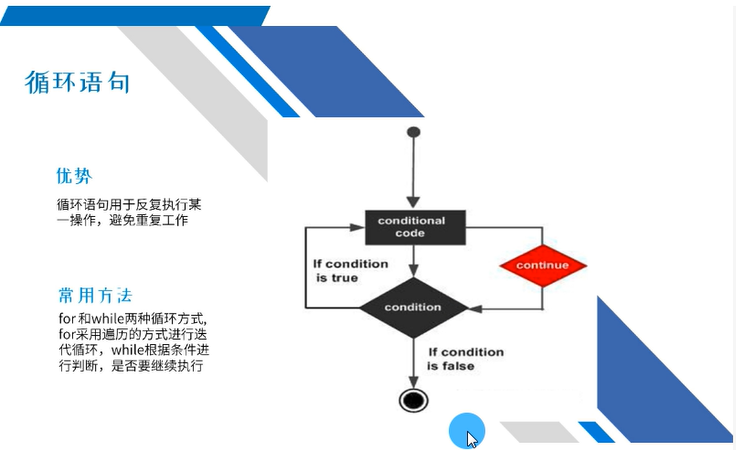 循环语句
优势
循环语句用于反复执行某
一操作，避免重复工作
常用方法
for和while两种循环方式,
for采用遍历的方式进行迭
代循环，while根据条件进
行判断，是否要继续执行
conditional
code
If condition
is true
continue
condition
If condition
is false